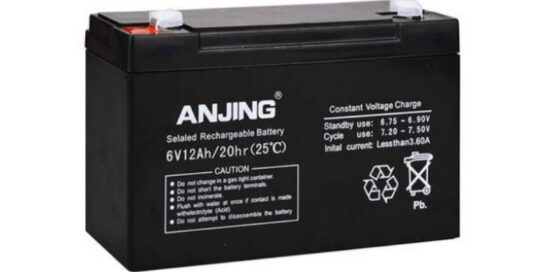 ANJING®
Selaled Rechargeable Battery
6V12Ah/20hr(25℃)
CAUTION
Do not change in a-gas light container.
Do not short the battery terminals.
Do not incinerate.
Flush with water at once if contact is made
withelectrolyte (Acid)
Do not attempt to disassemble the battery
Constant Voltage Charge
Standby use: 6.75 - 6.90V
Cycle use: 7.20 - 7.50V
Inital current: Lessthan3.60A
Pb.